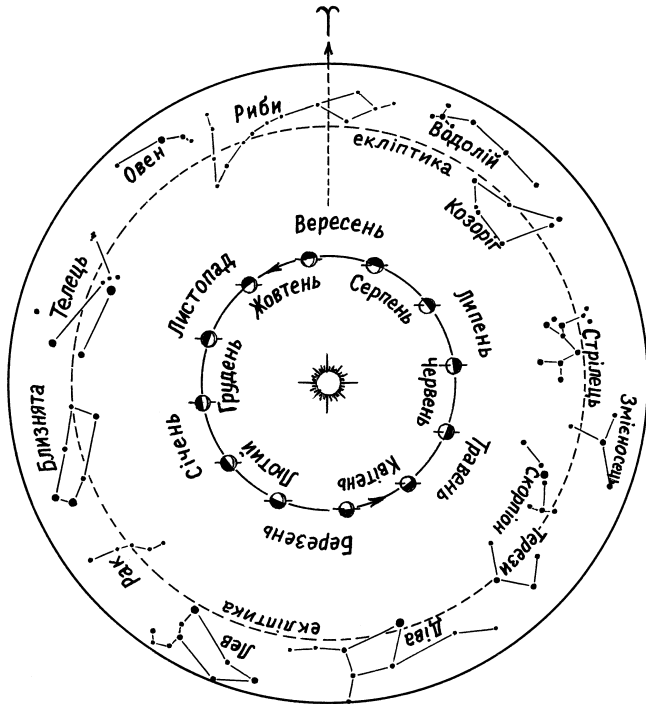 ♈
Риби
Водолій
Овен
екліптика
Козоріг
Вересень
Телець
Листопад
Жовтень
Серпень
Липень
Стрілець
Змієносець
Грудень
Червень
Близнята
Січень
Лютий
Квітень
Травень
Скорпіон
Березень
Терези
Рак
екліптика
Лев
Діва